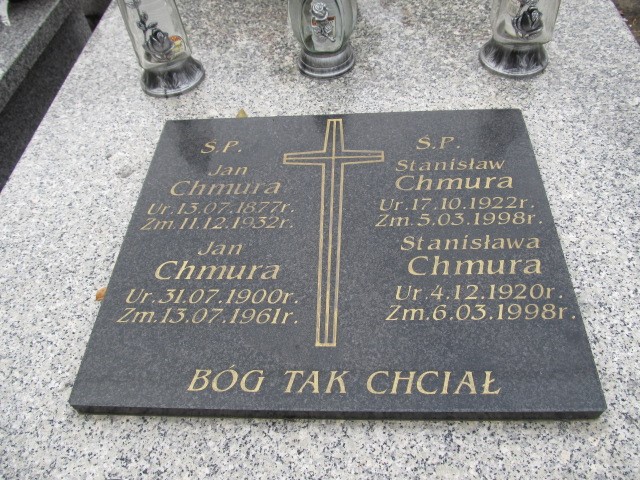 Ś.P.
Jan
Chmura
Ur.13.07.1877r.
Zm.11.12.1932r.
Jan
Chmura
Ur.31.07.1900r.
Zm.13.07.1961r.
Ś.P.
Stanisław
Chmura
Ur.17.10.1922r.
Zm.5.03.1998r.
Stanisława
Chmura
Ur.4.12.1920r.
Zm.6.03.1998r.
BÓG TAK CHCIAŁ